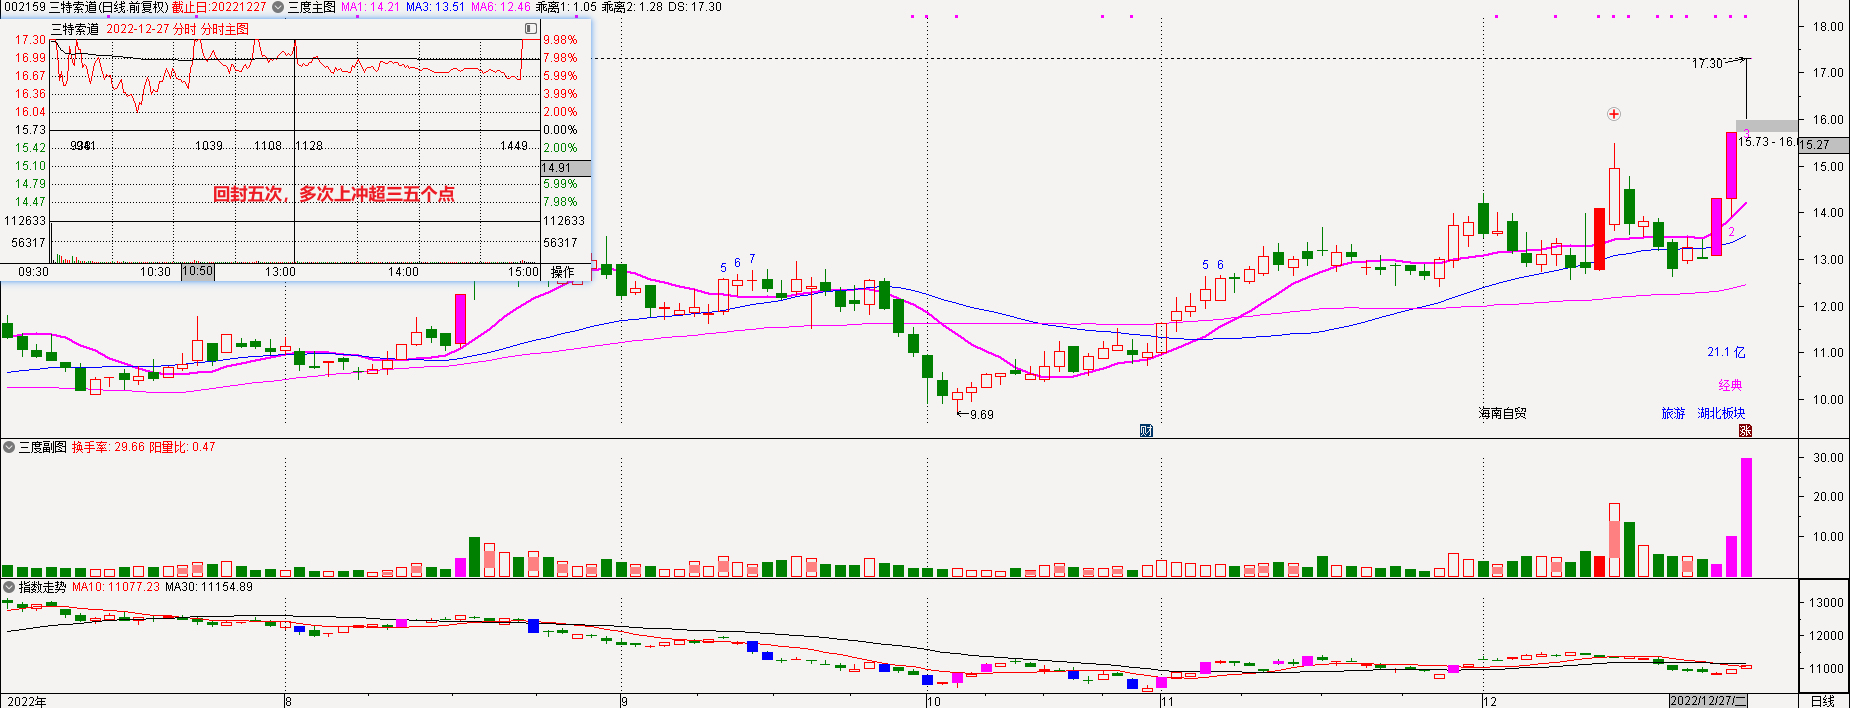 002159 三特索道(日线.前复权) 截止日:20221227 三度主图 MA1: 14.21 MA3: 13.51 MA6: 12.46 乖离1: 1.05 乖离2: 1.28 DS: 17.30
三特索道 2022-12-27 分时 分时主图
17.30 9.98%
16.99 7.98%
16.67 5.99%
16.36 3.99%
16.04 2.00%
15.73 0.00%
15.42 941 1039 1108 1128 1449 2.00%
15.10 14.91
14.79 5.99%
14.47 7.98%
回封五次，多次上冲超三五个点
112633 112633
56317 56317
09:30 10:30 10:50 13:00 14:00 15:00 操作
18.00
17.00
16.00
15.27
15.00
14.00
13.00
12.00
11.00
10.00
17.30
3
15.73 - 16.0
2
5 6 7
5 6
9.69
21.1 亿
经典
海南自贸 旅游 湖北板块
财 涨
三度副图 换手率: 29.66 阳量比: 0.47
30.00
20.00
10.00
指数走势 MA10: 11077.23 MA30: 11154.89
13000
12000
11000
2022年 8 9 10 11 12 2022/12/27/二 日线